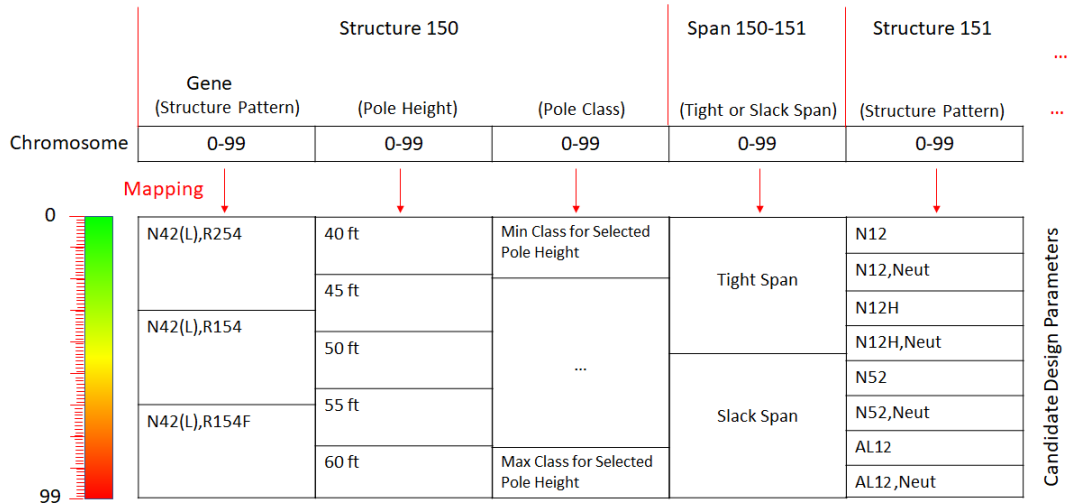 Structure 150
Span 150-151
Structure 151
...
Gene
(Structure Pattern)
(Pole Height)
(Pole Class)
(Tight or Slack Span)
(Structure Pattern)
...
Chromosome
0-99
0-99
0-99
0-99
0-99
Mapping
0
99
N42(L),R254
N42(L),R154
N42(L),R154F
40 ft
45 ft
50 ft
55 ft
60 ft
Min Class for Selected
Pole Height
...
Max Class for Selected
Pole Height
Tight Span
Slack Span
N12
N12,Neut
N12H
N12H,Neut
N52
N52,Neut
AL12
AL12,Neut
Candidate Design Parameters